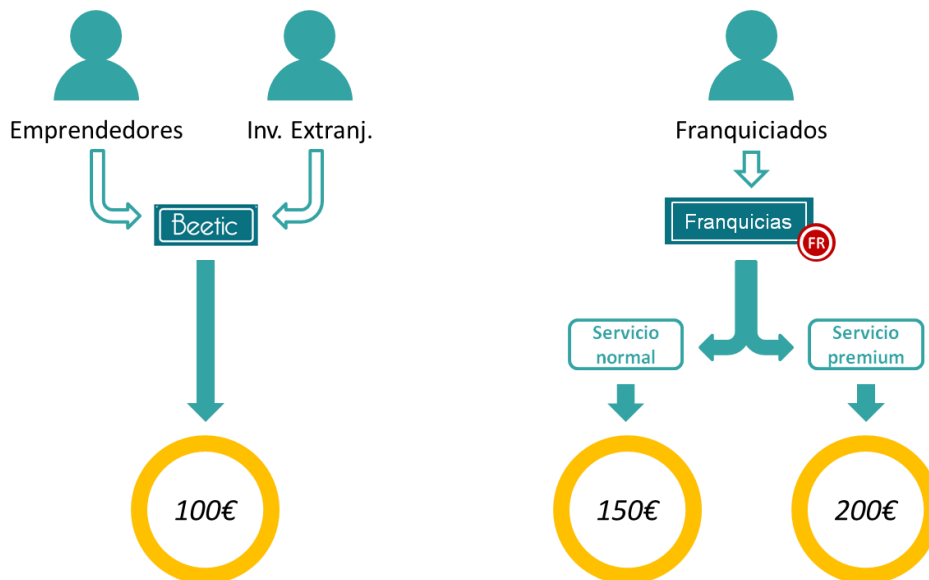 Emprendedores
Inv. Extranj.
Franquiciados
Beetic
Franquicias
FR
Servicio
normal
Servicio
premium
100€
150€
200€